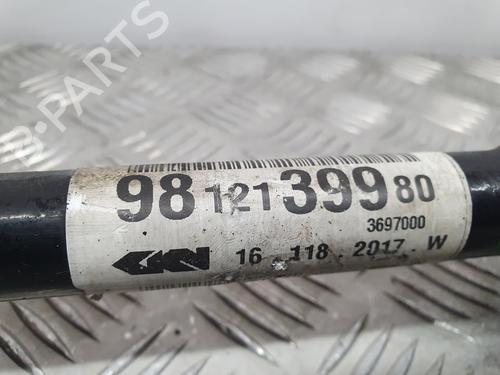 98 121 399 80
3697000
GKN 16 . 118 . 2017 . W
B-PARTS